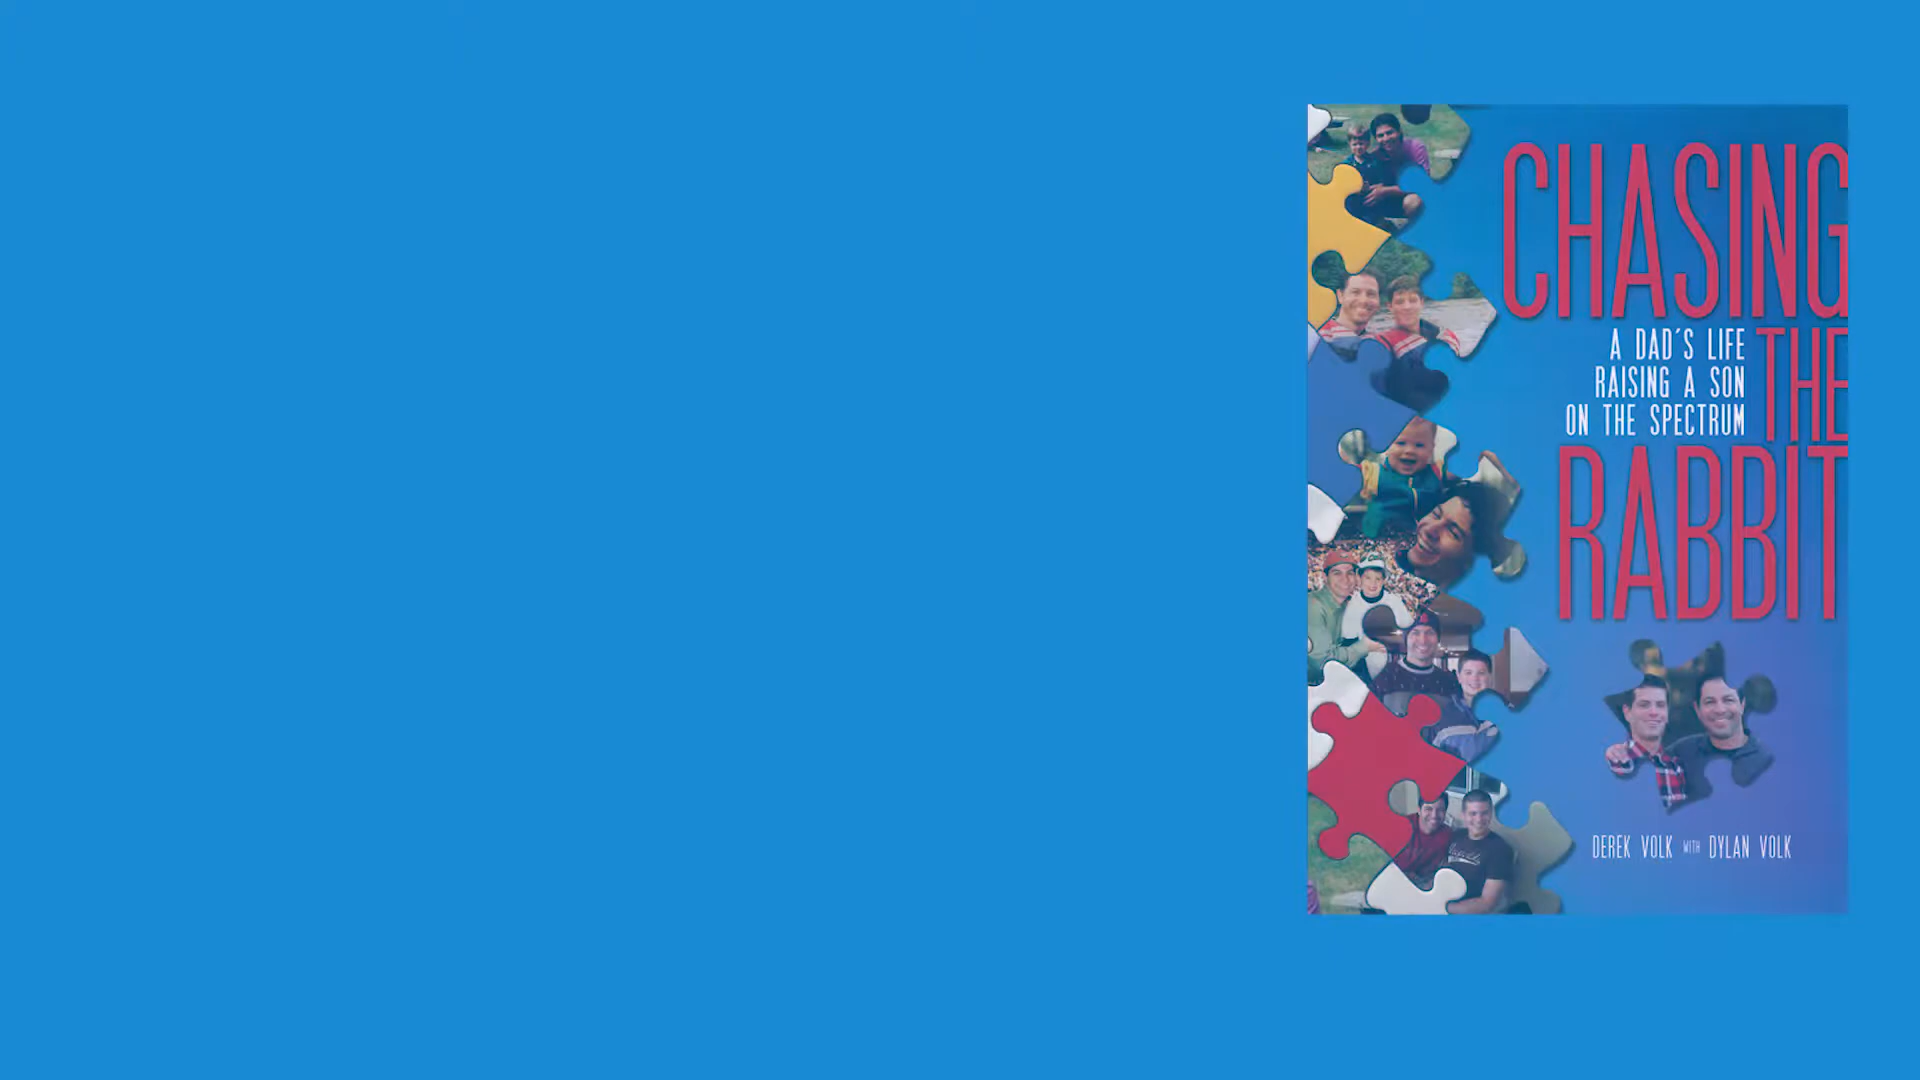 CHASING
A DAD'S LIFE
RAISING A SON
ON THE SPECTRUM
THE
RABBIT
DEREK VOLK WITH DYLAN VOLK